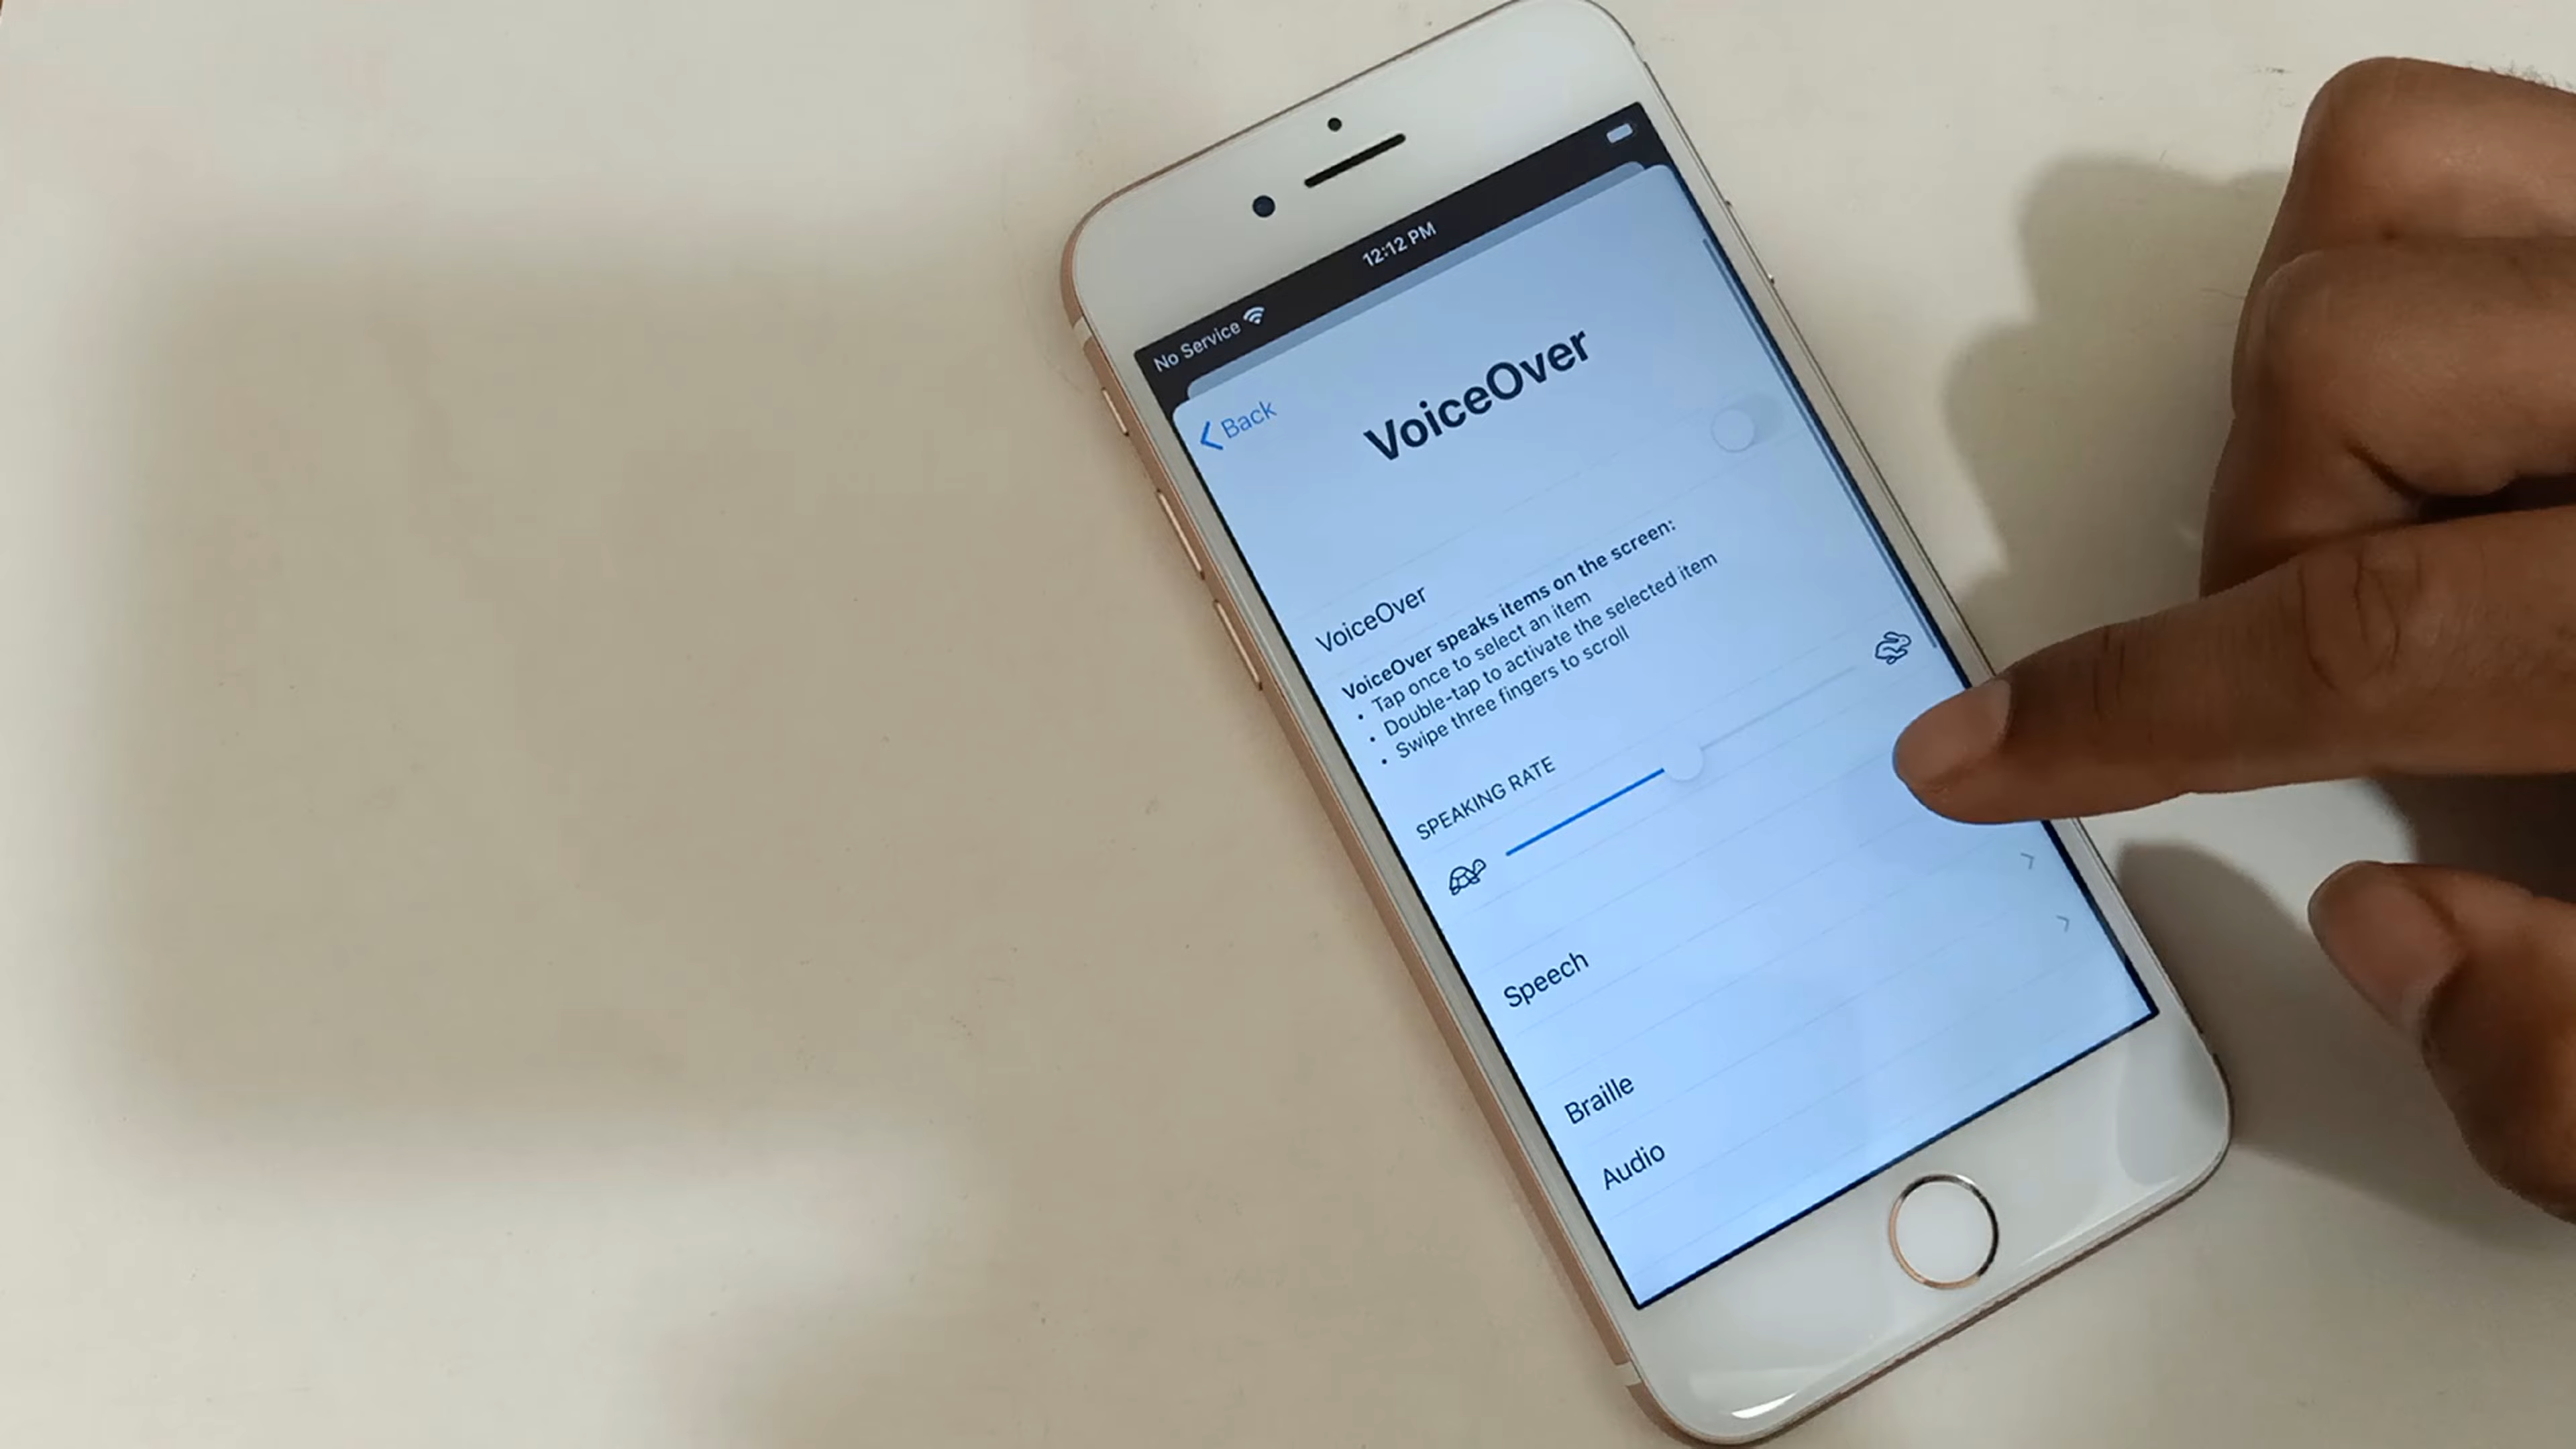 No Service
12:12 PM
Back
VoiceOver
VoiceOver
VoiceOver speaks items on the screen:
• Tap once to select an item
• Double-tap to activate the selected item
• Swipe three fingers to scroll
SPEAKING RATE
Speech
Braille
Audio